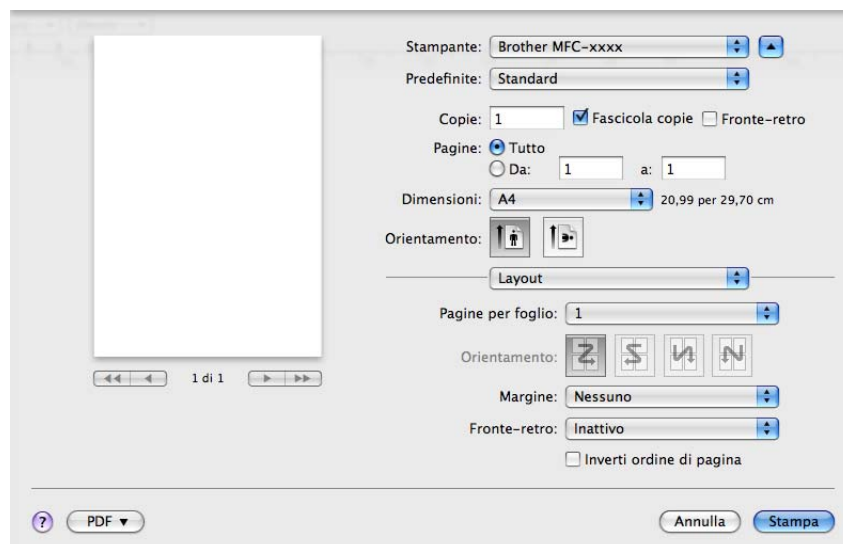 Stampante: Brother MFC-xxxx
Predefinite: Standard
Copie: 1 Fascicola copie Fronte-retro
Pagine: Tutto
Da: 1 a: 1
Dimensioni: A4 20,99 per 29,70 cm
Orientamento:
Layout
Pagine per foglio: 1
Orientamento:
Margine: Nessuno
Fronte-retro: Inattivo
Inverti ordine di pagina
1 di 1
? PDF Annulla Stampa